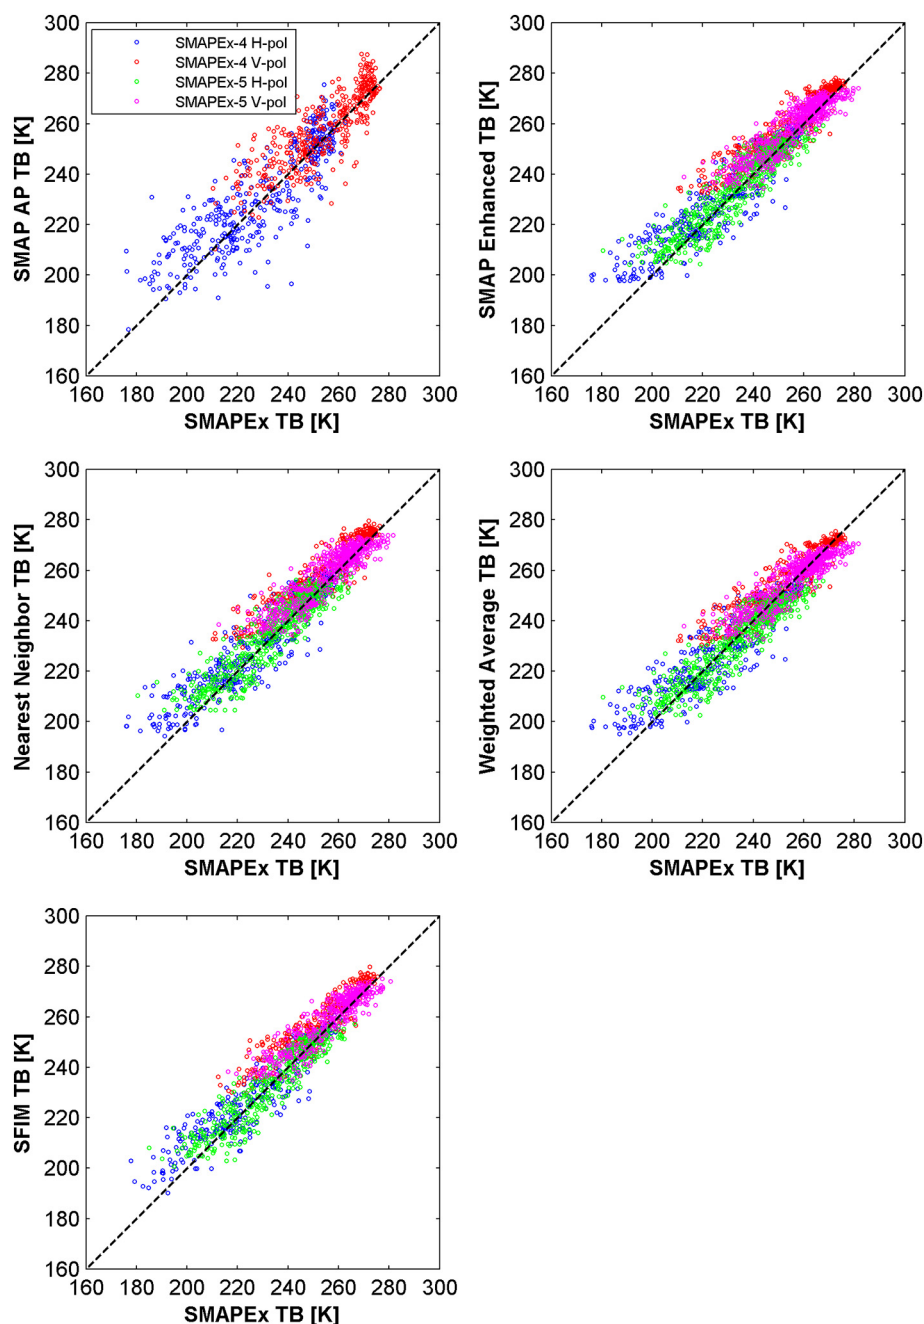 300
280
260
240
220
200
180
160
SMAP AP TB [K]
SMAPEx-4 H-pol
SMAPEx-4 V-pol
SMAPEx-5 H-pol
SMAPEx-5 V-pol
160 180 200 220 240 260 280 300
SMAPEx TB [K]
300
280
260
240
220
200
180
160
SMAP Enhanced TB [K]
160 180 200 220 240 260 280 300
SMAPEx TB [K]
300
280
260
240
220
200
180
160
Nearest Neighbor TB [K]
160 180 200 220 240 260 280 300
SMAPEx TB [K]
300
280
260
240
220
200
180
160
Weighted Average TB [K]
160 180 200 220 240 260 280 300
SMAPEx TB [K]
300
280
260
240
220
200
180
160
SFIM TB [K]
160 180 200 220 240 260 280 300
SMAPEx TB [K]